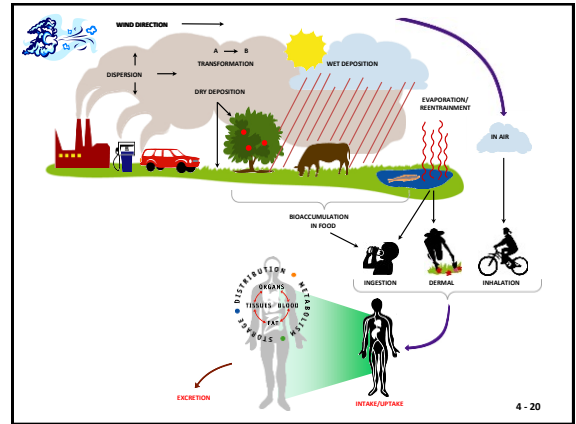 WIND DIRECTION
A → B
TRANSFORMATION
WET DEPOSITION
DISPERSION
DRY DEPOSITION
EVAPORATION/
REENTRAINMENT
IN AIR
BIOACCUMULATION
IN FOOD
INGESTION
DERMAL
INHALATION
DISTRIBUTION
METABOLISM
STORAGE
ORGANS
TISSUES
BLOOD
FAT
EXCRETION
INTAKE/UPTAKE
4 - 20